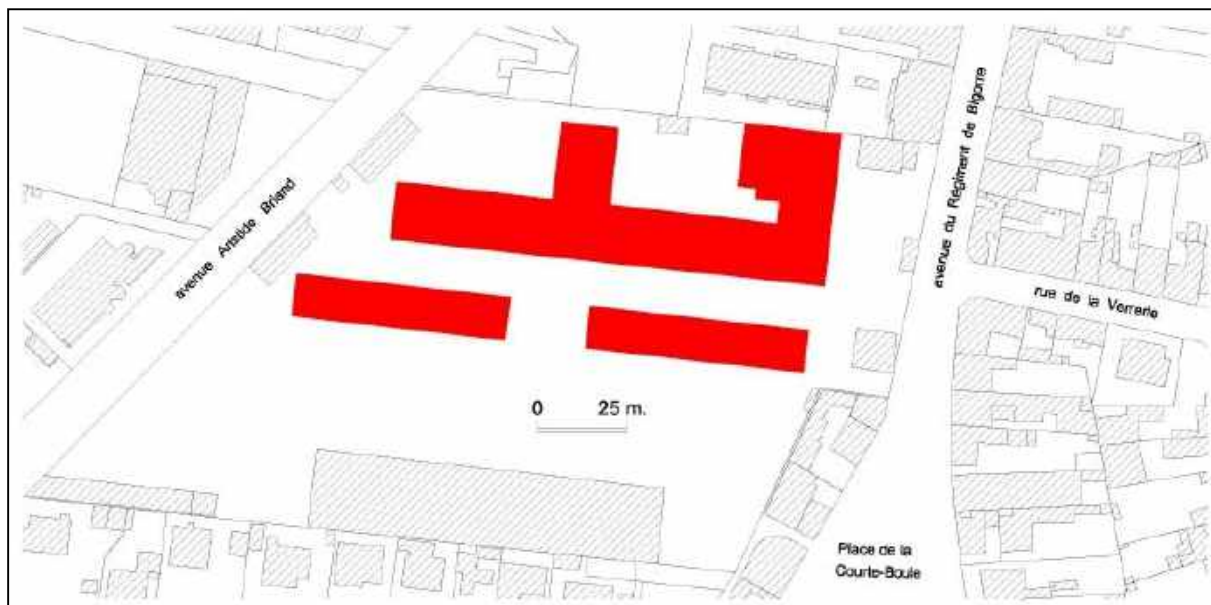 avenue Aristide Briand
avenue du Régiment de Bigorre
rue de la Verrerie
0 25 m.
Place de la
Courte-Boule